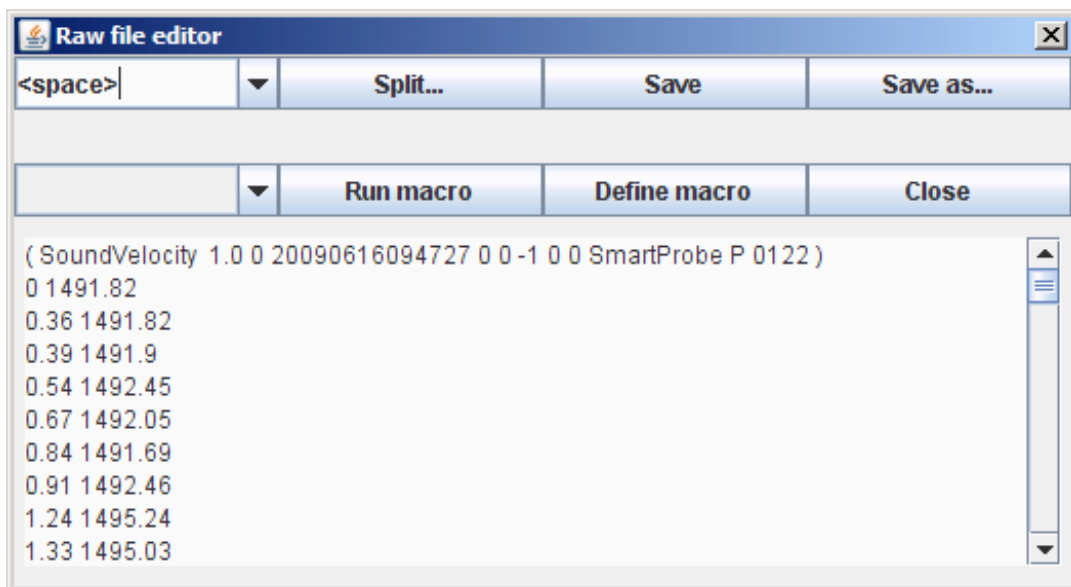 Raw file editor
<space> Split... Save Save as...
Run macro Define macro Close
( SoundVelocity 1.0 0 20090616094727 0 0 -1 0 0 SmartProbe P 0122 )
0 1491.82
0.36 1491.82
0.39 1491.9
0.54 1492.45
0.67 1492.05
0.84 1491.69
0.91 1492.46
1.24 1495.24
1.33 1495.03